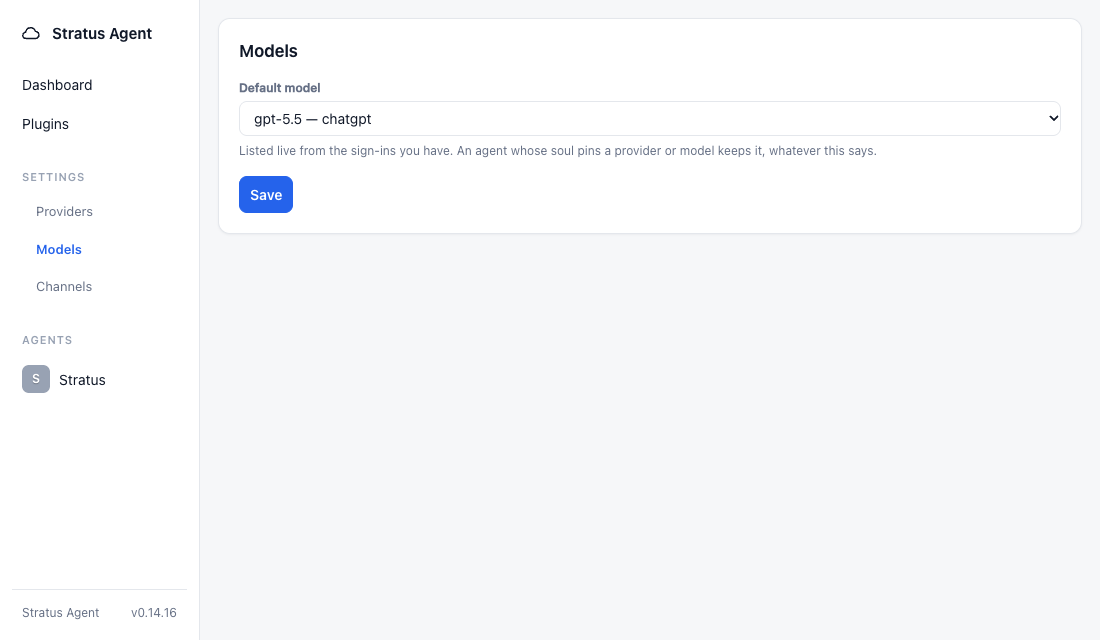 Stratus Agent
Dashboard
Plugins
SETTINGS
Providers
Models
Channels
AGENTS
S Stratus
Stratus Agent v0.14.16
Models
Default model
gpt-5.5 — chatgpt
Listed live from the sign-ins you have. An agent whose soul pins a provider or model keeps it, whatever this says.
Save